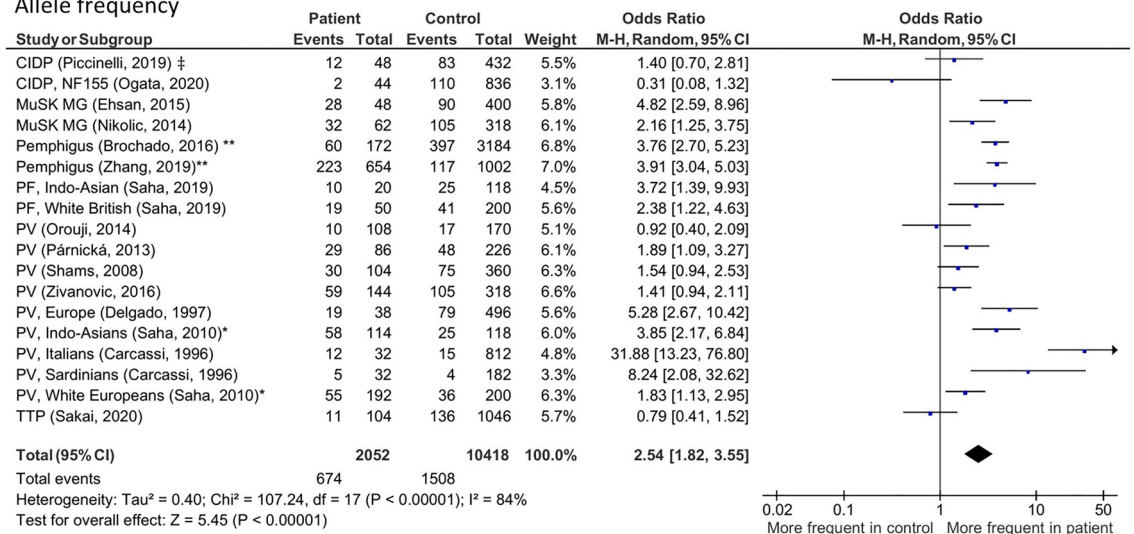 Allele frequency
Patient Control Odds Ratio Odds Ratio
Study or Subgroup Events Total Events Total Weight M-H, Random, 95% CI M-H, Random, 95% CI
CIDP (Piccinelli, 2019) ‡ 12 48 83 432 5.5% 1.40 [0.70, 2.81]
CIDP, NF155 (Ogata, 2020) 2 44 110 836 3.1% 0.31 [0.08, 1.32]
MuSK MG (Ehsan, 2015) 28 48 90 400 5.8% 4.82 [2.59, 8.96]
MuSK MG (Nikolic, 2014) 32 62 105 318 6.1% 2.16 [1.25, 3.75]
Pemphigus (Brochado, 2016) ** 60 172 397 3184 6.8% 3.76 [2.70, 5.23]
Pemphigus (Zhang, 2019)** 223 654 117 1002 7.0% 3.91 [3.04, 5.03]
PF, Indo-Asian (Saha, 2019) 10 20 25 118 4.5% 3.72 [1.39, 9.93]
PF, White British (Saha, 2019) 19 50 41 200 5.6% 2.38 [1.22, 4.63]
PV (Orouji, 2014) 10 108 17 170 5.1% 0.92 [0.40, 2.09]
PV (Párnická, 2013) 29 86 48 226 6.1% 1.89 [1.09, 3.27]
PV (Shams, 2008) 30 104 75 360 6.3% 1.54 [0.94, 2.53]
PV (Zivanovic, 2016) 59 144 105 318 6.6% 1.41 [0.94, 2.11]
PV, Europe (Delgado, 1997) 19 38 79 496 5.6% 5.28 [2.67, 10.42]
PV, Indo-Asians (Saha, 2010)* 58 114 25 118 6.0% 3.85 [2.17, 6.84]
PV, Italians (Carcassi, 1996) 12 32 15 812 4.8% 31.88 [13.23, 76.80]
PV, Sardinians (Carcassi, 1996) 5 32 4 182 3.3% 8.24 [2.08, 32.62]
PV, White Europeans (Saha, 2010)* 55 192 36 200 6.3% 1.83 [1.13, 2.95]
TTP (Sakai, 2020) 11 104 136 1046 5.7% 0.79 [0.41, 1.52]
Total (95% CI) 2052 10418 100.0% 2.54 [1.82, 3.55]
Total events 674 1508
Heterogeneity: Tau² = 0.40; Chi² = 107.24, df = 17 (P < 0.00001); I² = 84%
Test for overall effect: Z = 5.45 (P < 0.00001)
0.02 0.1 1 10 50
More frequent in control More frequent in patient